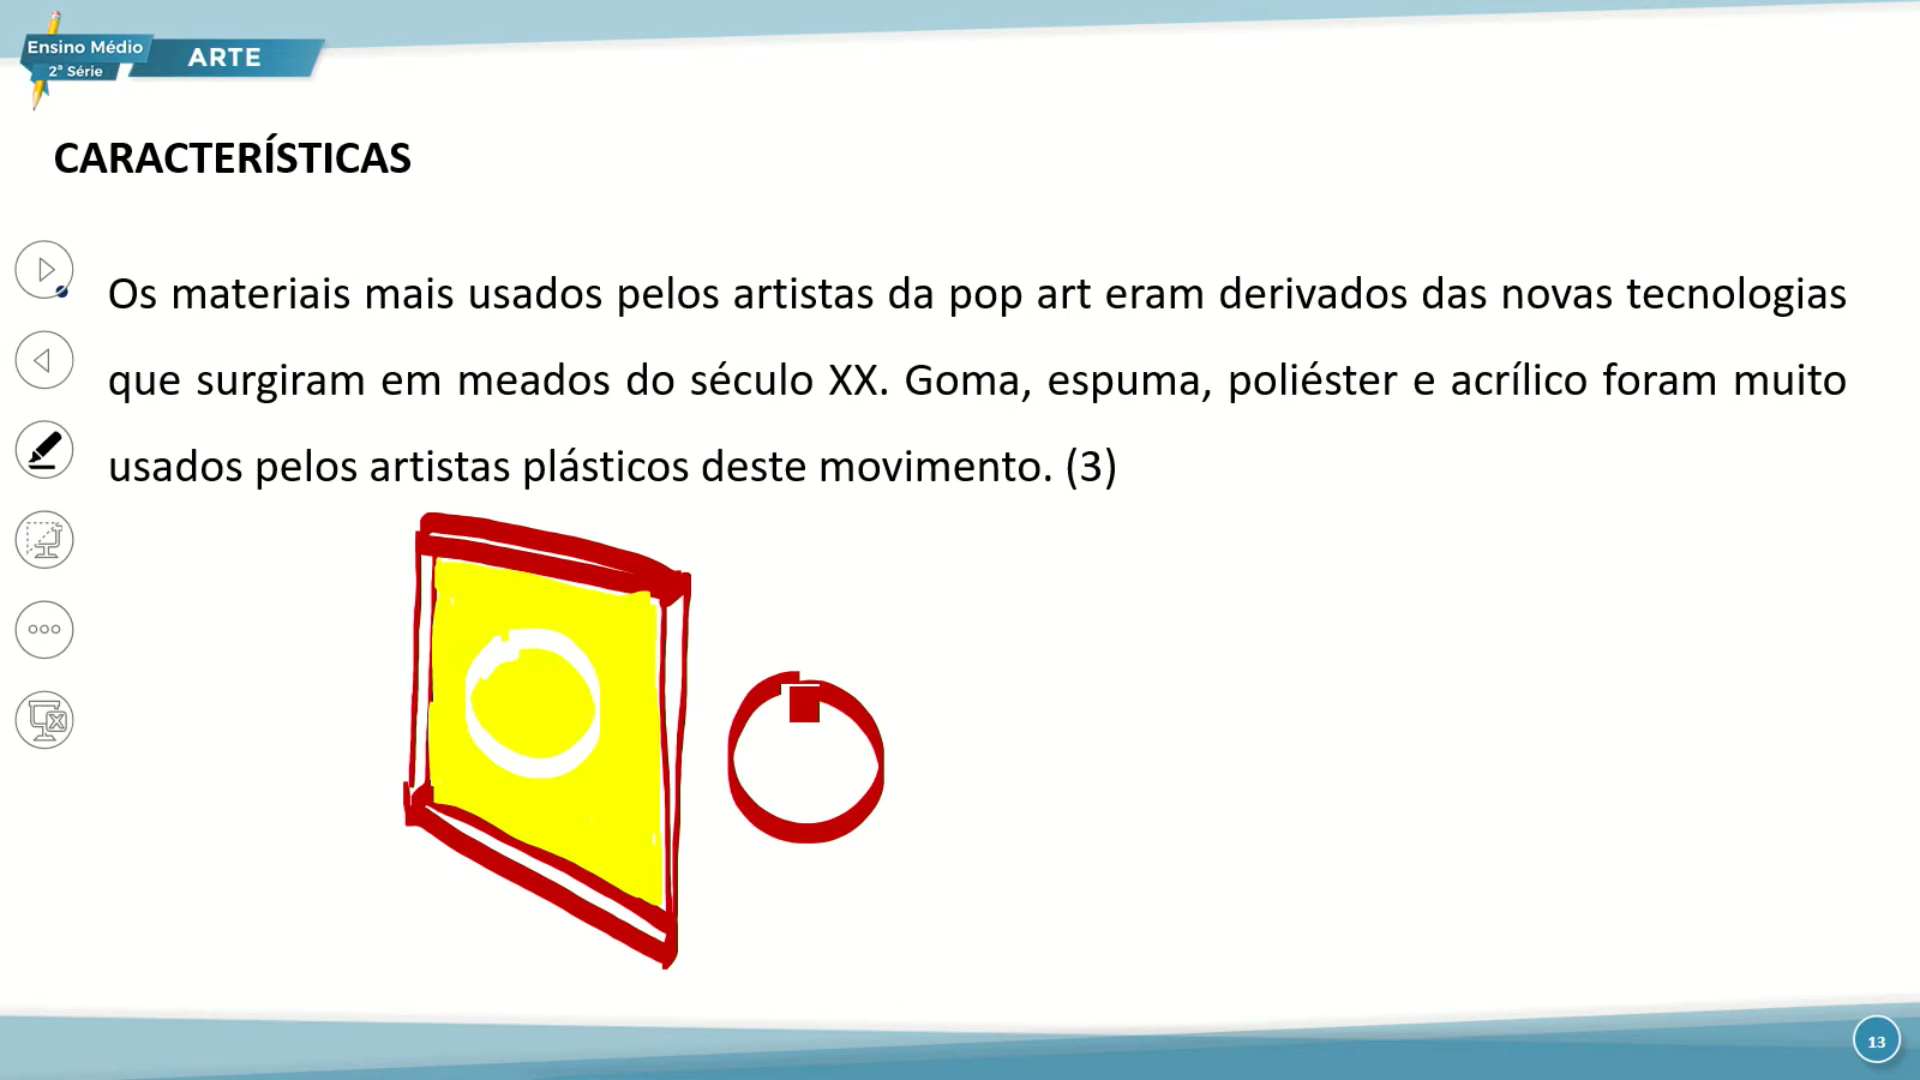 Ensino Médio
2ª Série
ARTE
CARACTERÍSTICAS
Os materiais mais usados pelos artistas da pop art eram derivados das novas tecnologias
que surgiram em meados do século XX. Goma, espuma, poliéster e acrílico foram muito
usados pelos artistas plásticos deste movimento. (3)
13